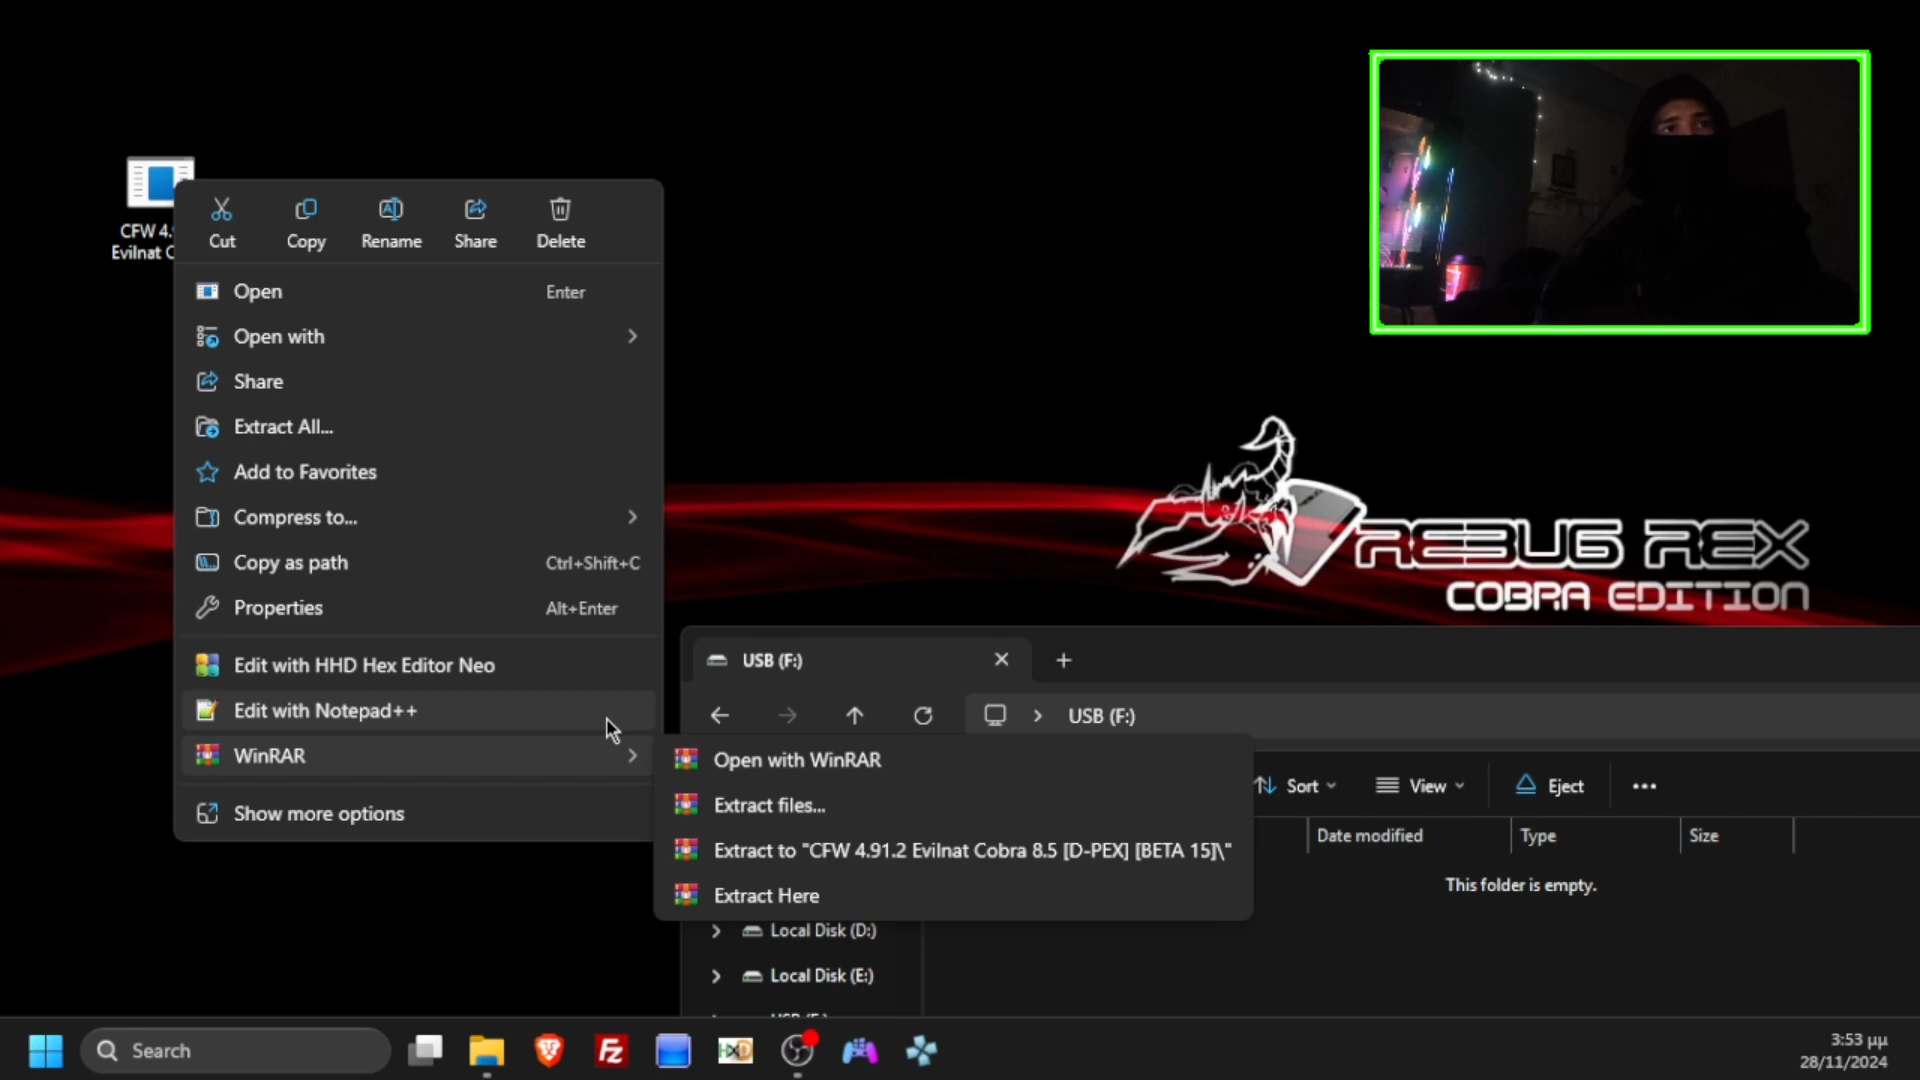 CFW 4.
Evilnat C
Cut
Copy
Rename
Share
Delete
Open Enter
Open with
Share
Extract All...
Add to Favorites
Compress to...
Copy as path Ctrl+Shift+C
Properties Alt+Enter
Edit with HHD Hex Editor Neo
Edit with Notepad++
WinRAR
Show more options
REBUG REX
COBRA EDITION
USB (F:)
USB (F:)
Open with WinRAR
Extract files...
Extract to "CFW 4.91.2 Evilnat Cobra 8.5 [D-PEX] [BETA 15]\"
Extract Here
Sort View Eject
Date modified Type Size
This folder is empty.
Local Disk (D:)
Local Disk (E:)
Search
HXD
3:53 μμ
28/11/2024